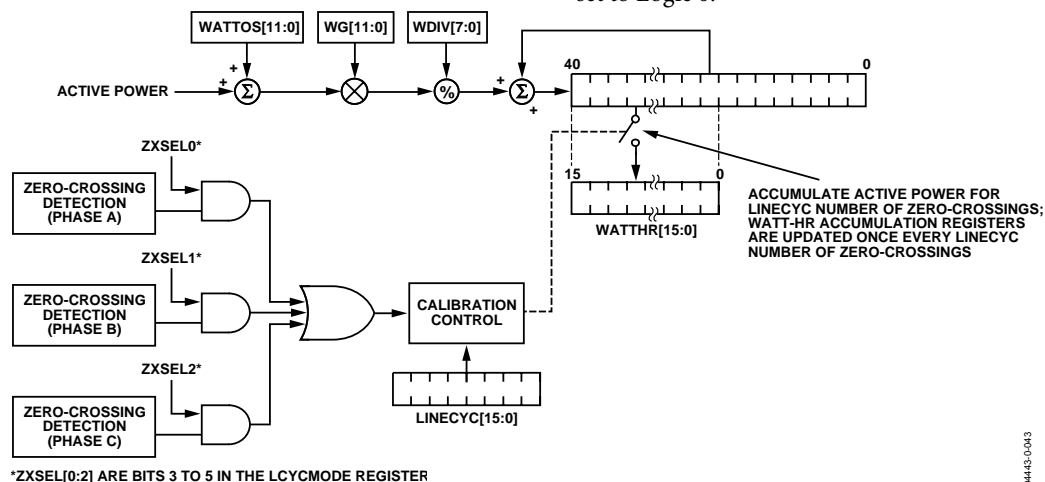 set to Logic 0.
WATTOS[11:0] WG[11:0] WDIV[7:0]
+ 40 0
+ + + +
ACTIVE POWER Σ % Σ
+
ZXSEL0*
ZERO-CROSSING
DETECTION
(PHASE A)
15 0
WATTHR[15:0]
ACCUMULATE ACTIVE POWER FOR
LINECYC NUMBER OF ZERO-CROSSINGS;
WATT-HR ACCUMULATION REGISTERS
ARE UPDATED ONCE EVERY LINECYC
NUMBER OF ZERO-CROSSINGS
ZXSEL1*
ZERO-CROSSING
DETECTION
(PHASE B)
CALIBRATION
CONTROL
ZXSEL2*
ZERO-CROSSING
DETECTION
(PHASE C)
LINECYC[15:0]
*ZXSEL[0:2] ARE BITS 3 TO 5 IN THE LCYCMODE REGISTER
04443-0-043